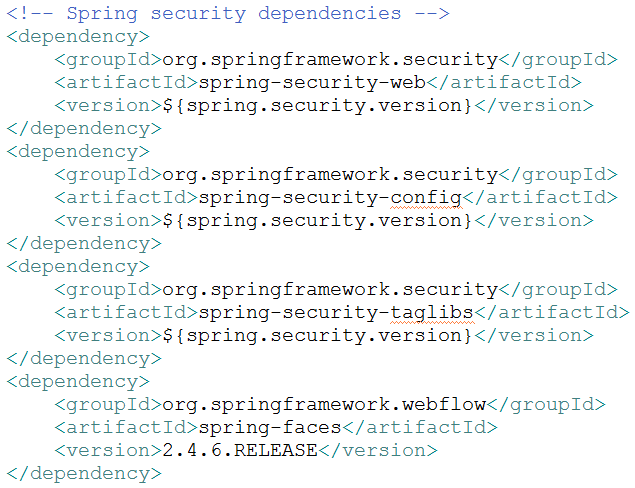 <!-- Spring security dependencies -->
<dependency>
    <groupId>org.springframework.security</groupId>
    <artifactId>spring-security-web</artifactId>
    <version>${spring.security.version}</version>
</dependency>
<dependency>
    <groupId>org.springframework.security</groupId>
    <artifactId>spring-security-config</artifactId>
    <version>${spring.security.version}</version>
</dependency>
<dependency>
    <groupId>org.springframework.security</groupId>
    <artifactId>spring-security-taglibs</artifactId>
    <version>${spring.security.version}</version>
</dependency>
<dependency>
    <groupId>org.springframework.webflow</groupId>
    <artifactId>spring-faces</artifactId>
    <version>2.4.6.RELEASE</version>
</dependency>